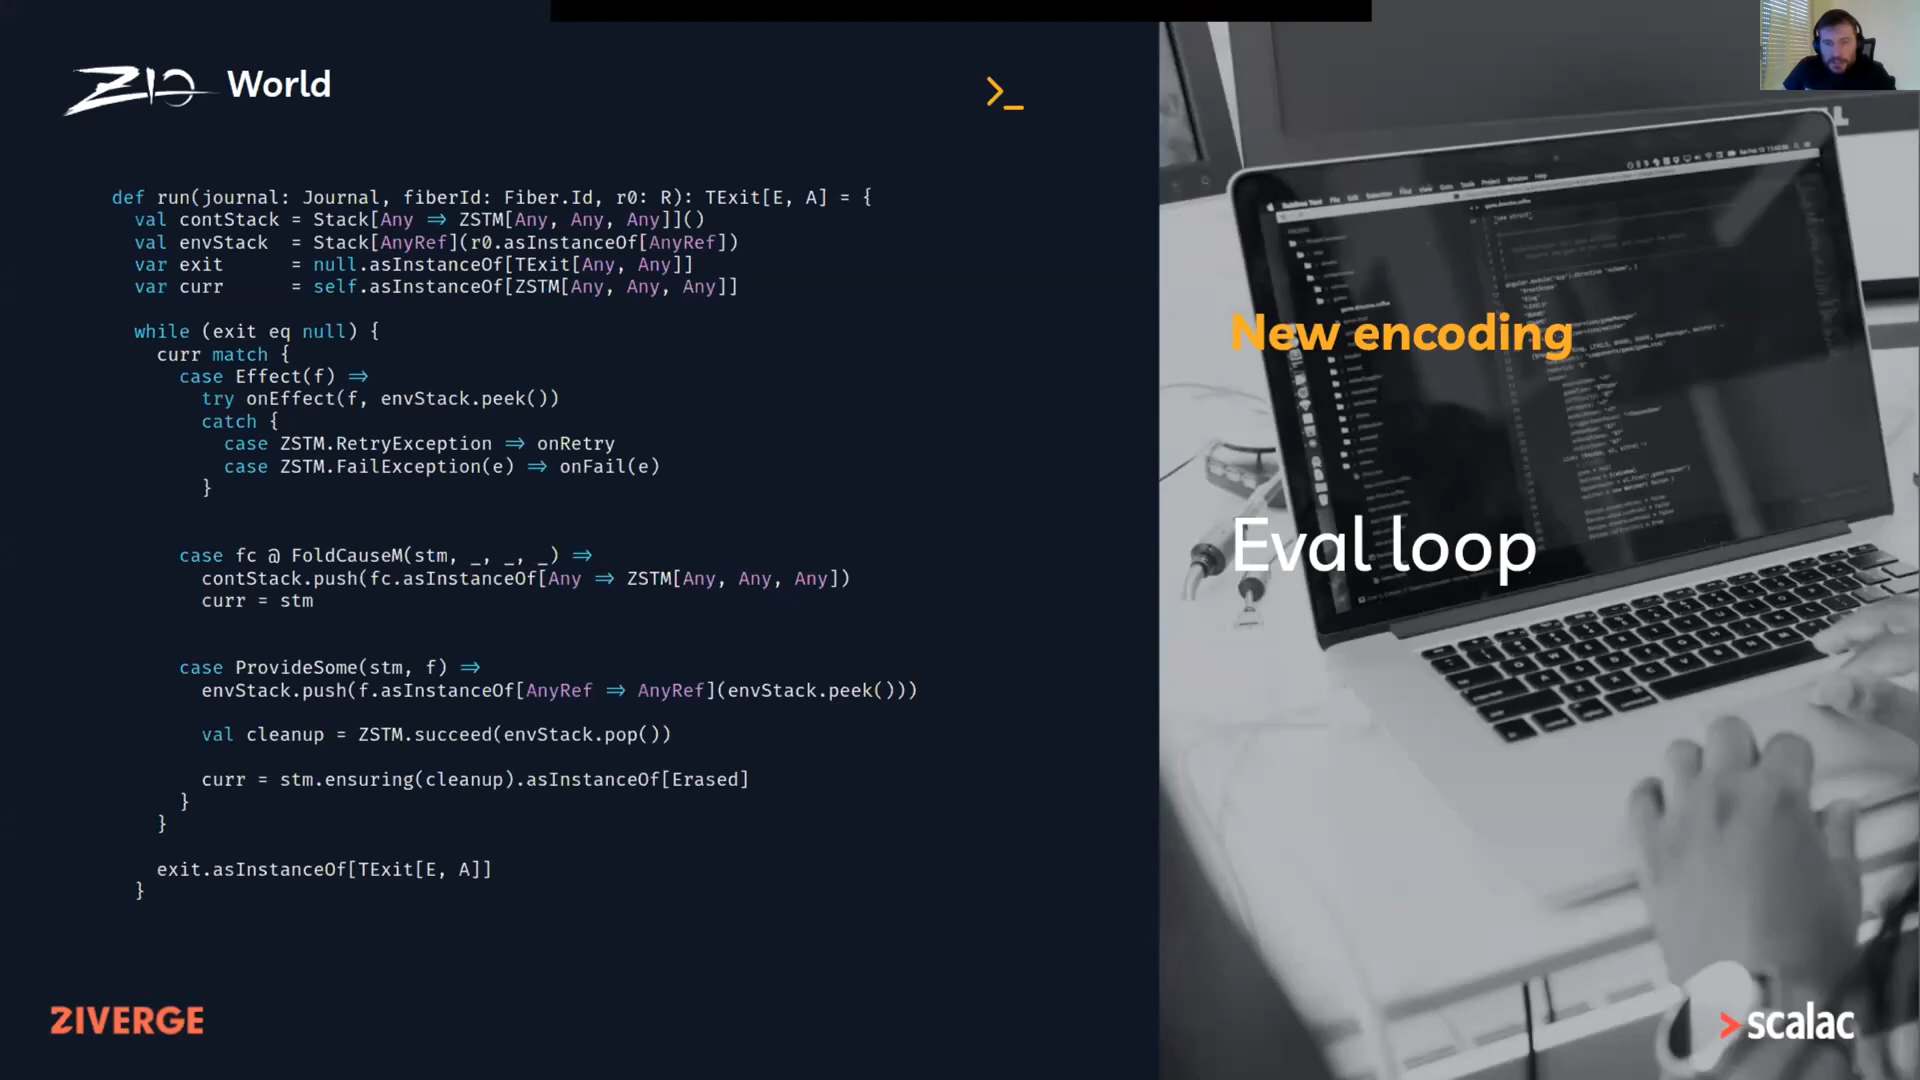 ZIO World
>_
def run(journal: Journal, fiberId: Fiber.Id, r0: R): TExit[E, A] = {
val contStack = Stack[Any ⇒ ZSTM[Any, Any, Any]]()
val envStack = Stack[AnyRef](r0.asInstanceOf[AnyRef])
var exit = null.asInstanceOf[TExit[Any, Any]]
var curr = self.asInstanceOf[ZSTM[Any, Any, Any]]
while (exit eq null) {
curr match {
case Effect(f) ⇒
try onEffect(f, envStack.peek())
catch {
case ZSTM.RetryException ⇒ onRetry
case ZSTM.FailException(e) ⇒ onFail(e)
}
case fc @ FoldCauseM(stm, _, _, _) ⇒
contStack.push(fc.asInstanceOf[Any ⇒ ZSTM[Any, Any, Any])
curr = stm
case ProvideSome(stm, f) ⇒
envStack.push(f.asInstanceOf[AnyRef ⇒ AnyRef](envStack.peek()))
val cleanup = ZSTM.succeed(envStack.pop())
curr = stm.ensuring(cleanup).asInstanceOf[Erased]
}
}
exit.asInstanceOf[TExit[E, A]]
}
New encoding
Eval loop
ZIVERGE
scalac